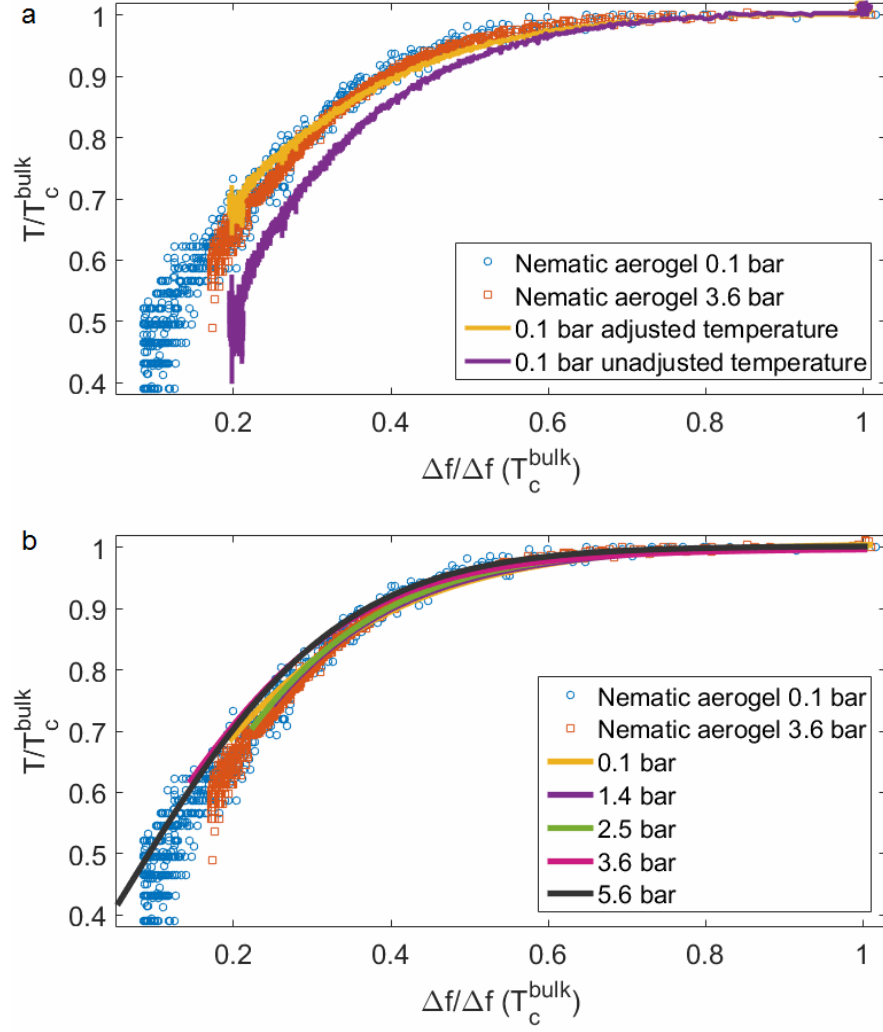 a
1
0.9
0.8
0.7
0.6
0.5
0.4
T/T_c^bulk
Nematic aerogel 0.1 bar
Nematic aerogel 3.6 bar
0.1 bar adjusted temperature
0.1 bar unadjusted temperature
0.2 0.4 0.6 0.8 1
Δf/Δf (T_c^bulk)
b
1
0.9
0.8
0.7
0.6
0.5
0.4
T/T_c^bulk
Nematic aerogel 0.1 bar
Nematic aerogel 3.6 bar
0.1 bar
1.4 bar
2.5 bar
3.6 bar
5.6 bar
0.2 0.4 0.6 0.8 1
Δf/Δf (T_c^bulk)